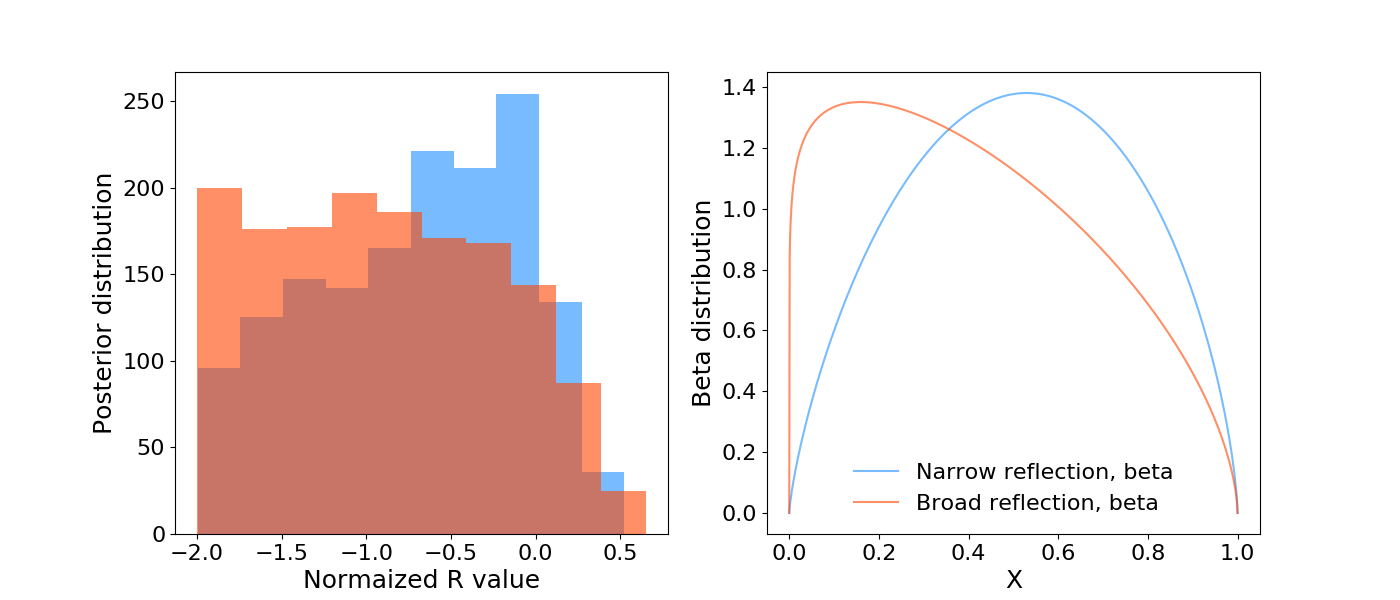 250
200
150
100
50
0
Posterior distribution
−2.0 −1.5 −1.0 −0.5 0.0 0.5
Normaized R value
1.4
1.2
1.0
0.8
0.6
0.4
0.2
0.0
Beta distribution
Narrow reflection, beta
Broad reflection, beta
0.0 0.2 0.4 0.6 0.8 1.0
X